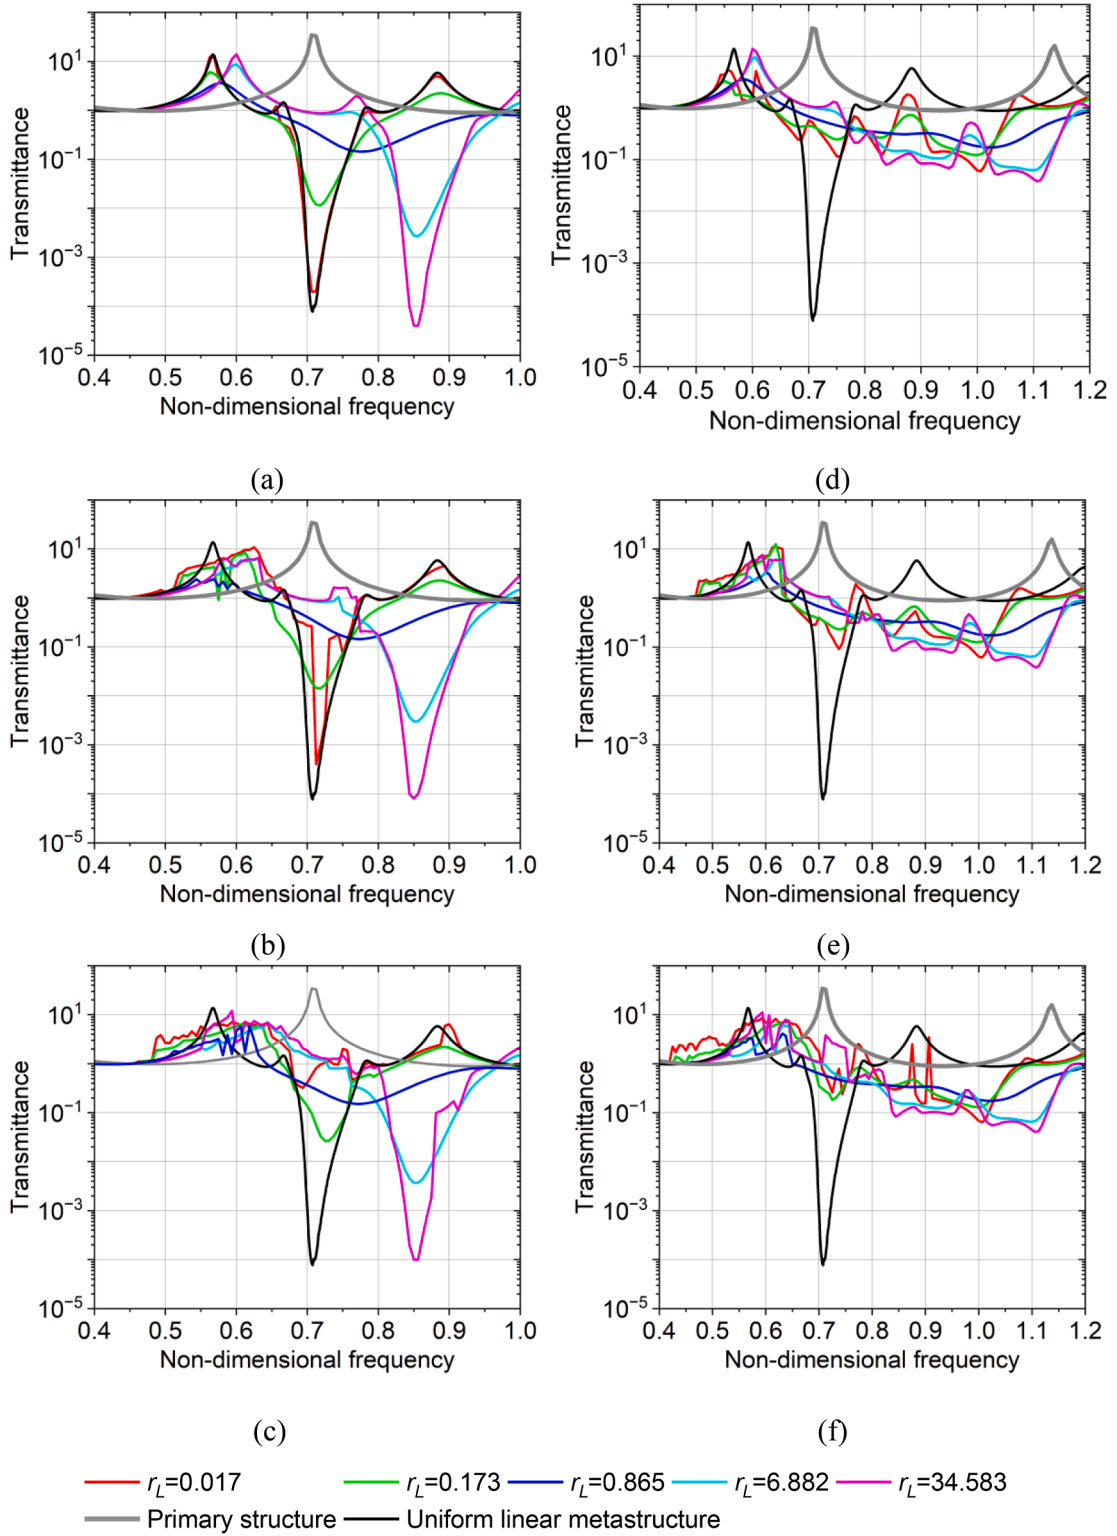 10^1
10^-1
10^-3
10^-5
Transmittance
0.4 0.5 0.6 0.7 0.8 0.9 1.0
Non-dimensional frequency
(a)
10^1
10^-1
10^-3
10^-5
Transmittance
0.4 0.5 0.6 0.7 0.8 0.9 1.0 1.1 1.2
Non-dimensional frequency
(d)
10^1
10^-1
10^-3
10^-5
Transmittance
0.4 0.5 0.6 0.7 0.8 0.9 1.0
Non-dimensional frequency
(b)
10^1
10^-1
10^-3
10^-5
Transmittance
0.4 0.5 0.6 0.7 0.8 0.9 1.0 1.1 1.2
Non-dimensional frequency
(e)
10^1
10^-1
10^-3
10^-5
Transmittance
0.4 0.5 0.6 0.7 0.8 0.9 1.0
Non-dimensional frequency
(c)
10^1
10^-1
10^-3
10^-5
Transmittance
0.4 0.5 0.6 0.7 0.8 0.9 1.0 1.1 1.2
Non-dimensional frequency
(f)
r_L=0.017 r_L=0.173 r_L=0.865 r_L=6.882 r_L=34.583
Primary structure Uniform linear metastructure